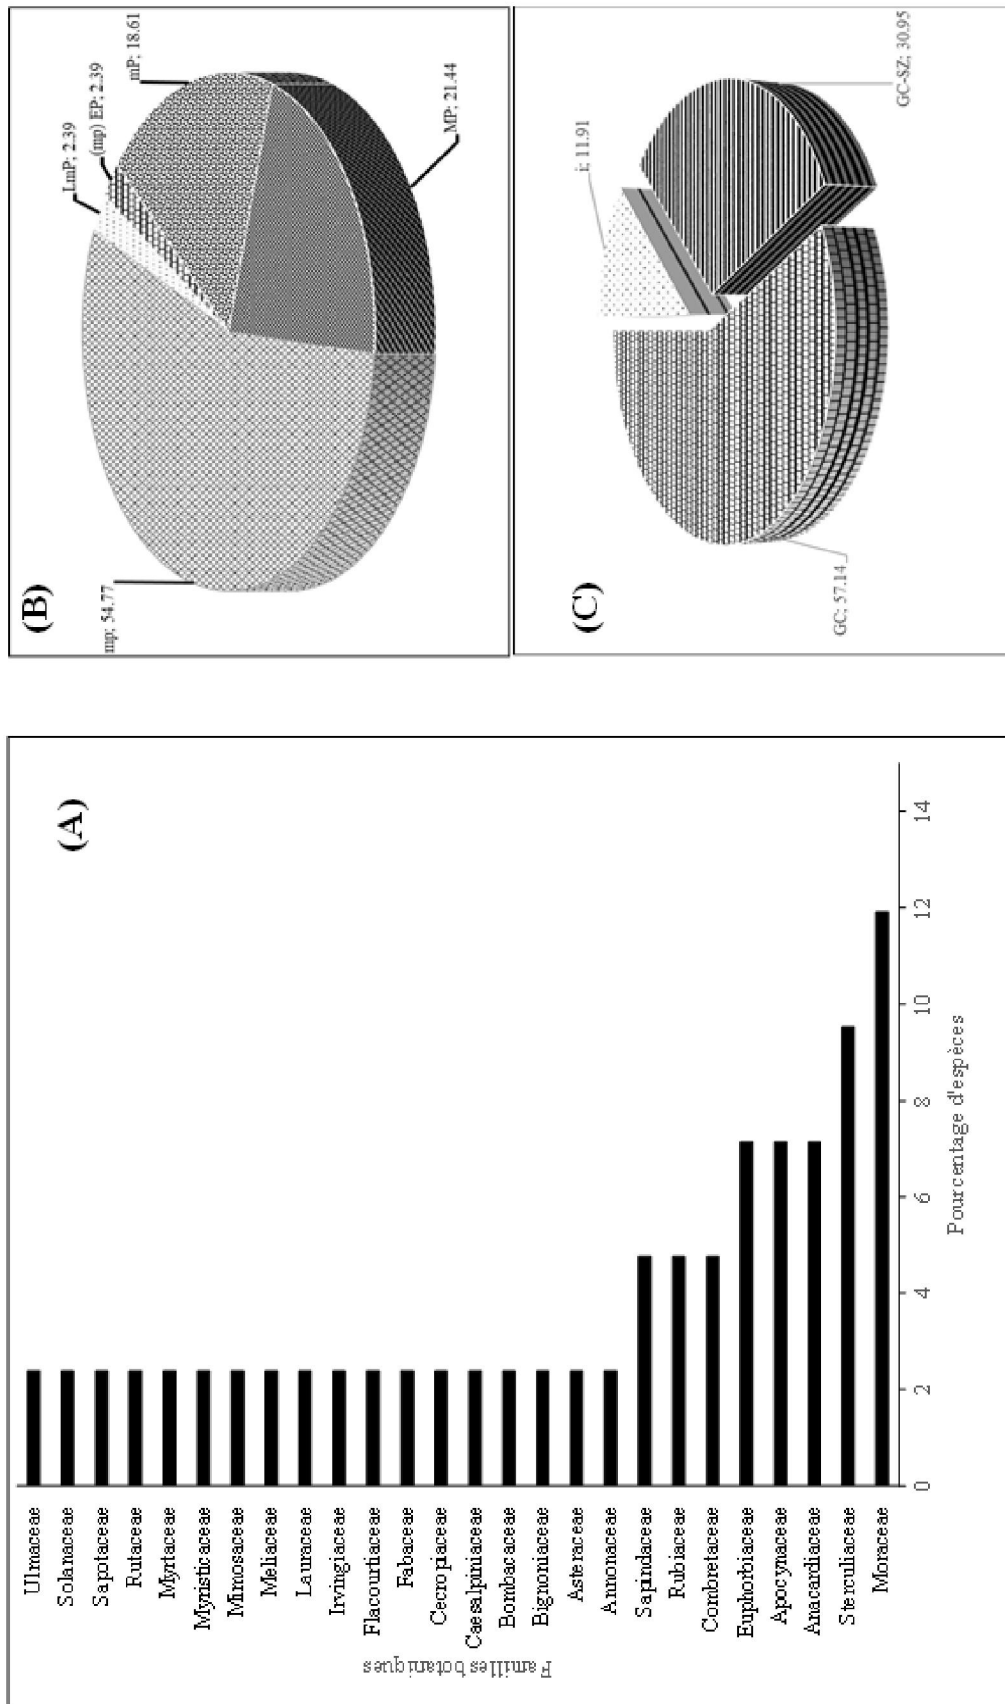 (A)
Familles botaniques
Ulmaceae
Solanaceae
Sapotaceae
Rutaceae
Myrtaceae
Myristicaceae
Mimosaceae
Meliaceae
Lauraceae
Irvingiaceae
Flacourtiaceae
Fabaceae
Cecropiaceae
Caesalpiniaceae
Bombacaceae
Bignoniaceae
Asteraceae
Annonaceae
Sapindaceae
Rubiaceae
Combretaceae
Euphorbiaceae
Apocynaceae
Anacardiaceae
Sterculiaceae
Moraceae
0 2 4 6 8 10 12 14
Pourcentage d'espèces
(B)
mp; 54.77
LmP; 2.39
(mp) EP; 2.39
mP; 18.61
MP; 21.44
(C)
i; 11.91
GC; 57.14
GC-SZ; 30.95